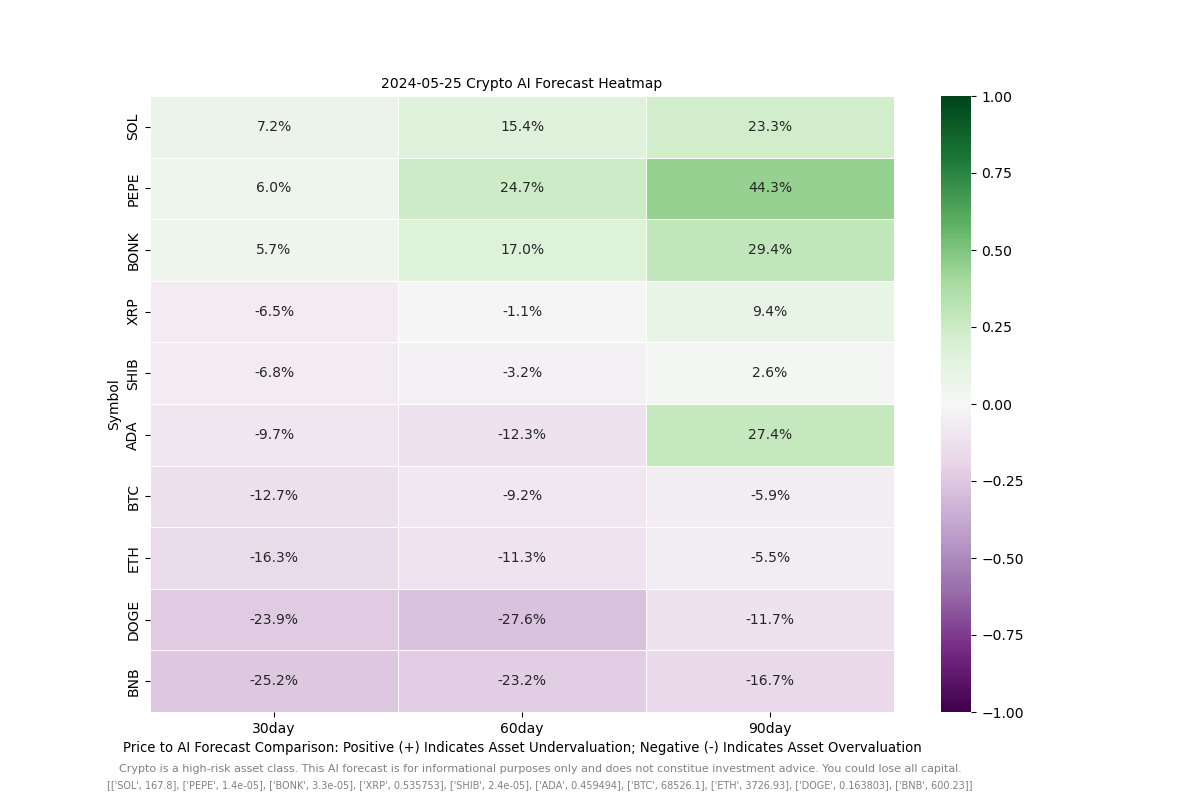 2024-05-25 Crypto AI Forecast Heatmap
SOL 7.2% 15.4% 23.3%
PEPE 6.0% 24.7% 44.3%
BONK 5.7% 17.0% 29.4%
XRP -6.5% -1.1% 9.4%
SHIB -6.8% -3.2% 2.6%
ADA -9.7% -12.3% 27.4%
BTC -12.7% -9.2% -5.9%
ETH -16.3% -11.3% -5.5%
DOGE -23.9% -27.6% -11.7%
BNB -25.2% -23.2% -16.7%
Symbol
30day 60day 90day
1.00
0.75
0.50
0.25
0.00
−0.25
−0.50
−0.75
−1.00
Price to AI Forecast Comparison: Positive (+) Indicates Asset Undervaluation; Negative (-) Indicates Asset Overvaluation
Crypto is a high-risk asset class. This AI forecast is for informational purposes only and does not constitute investment advice. You could lose all capital.
[['SOL', 167.8], ['PEPE', 1.4e-05], ['BONK', 3.3e-05], ['XRP', 0.535753], ['SHIB', 2.4e-05], ['ADA', 0.459494], ['BTC', 68526.1], ['ETH', 3726.93], ['DOGE', 0.163803], ['BNB', 600.23]]